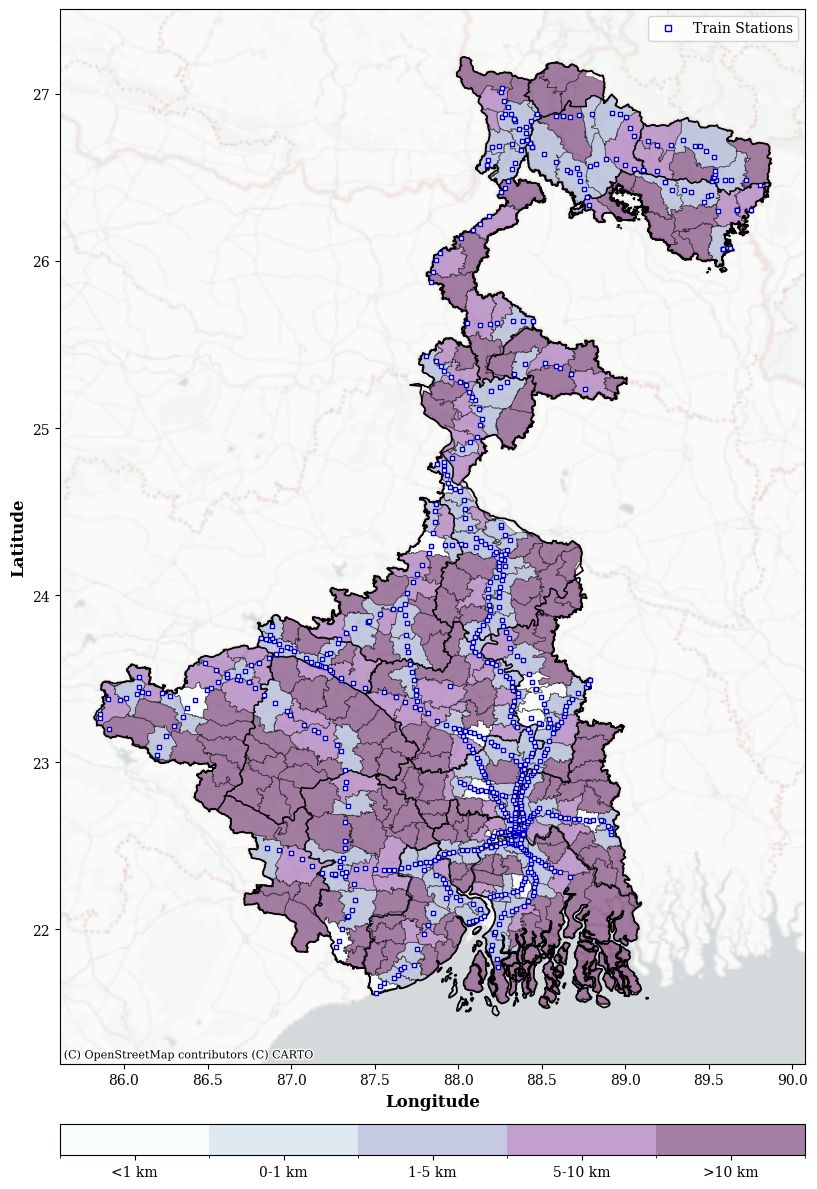 Train Stations
27
26
25
24
23
22
Latitude
(C) OpenStreetMap contributors (C) CARTO
86.0 86.5 87.0 87.5 88.0 88.5 89.0 89.5 90.0
Longitude
<1 km 0-1 km 1-5 km 5-10 km >10 km